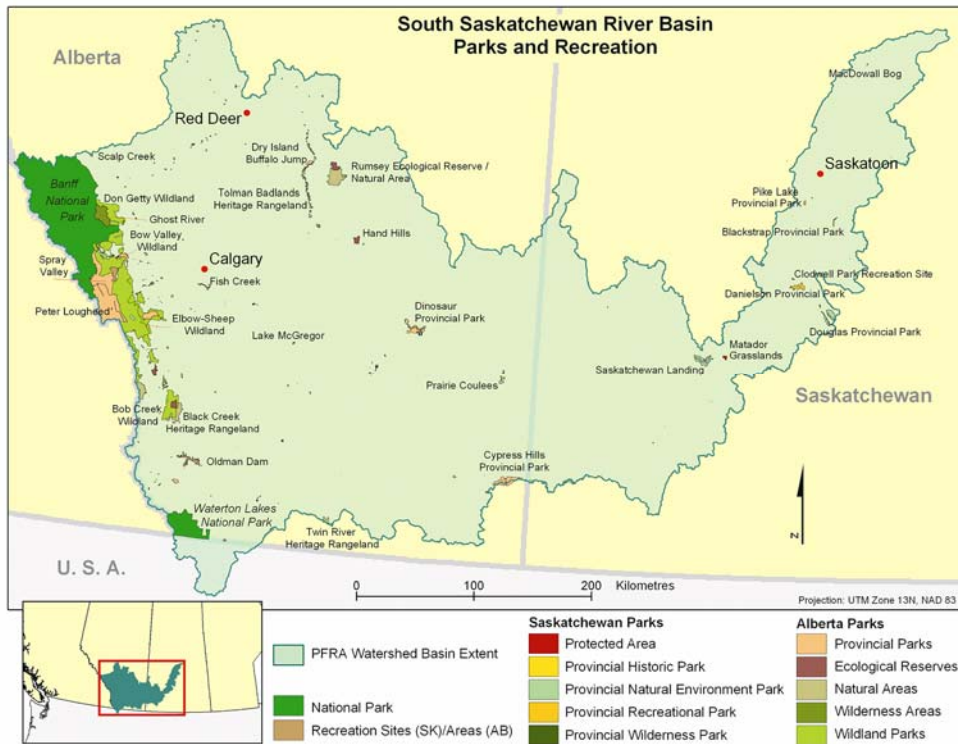 South Saskatchewan River Basin
Parks and Recreation
Alberta
MacDowall Bog
Red Deer
Dry Island
Buffalo Jump
Scalp Creek
Rumsey Ecological Reserve /
Natural Area
Saskatoon
Banff
National
Park
Don Getty Wildland
Tolman Badlands
Heritage Rangeland
Pike Lake
Provincial Park
Ghost River
Bow Valley
Wildland
Hand Hills
Blackstrap Provincial Park
Spray
Valley
Calgary
Fish Creek
Clodwell Park Recreation Site
Danielson Provincial Park
Peter Lougheed
Elbow-Sheep
Wildland
Dinosaur
Provincial Park
Douglas Provincial Park
Lake McGregor
Matador
Grasslands
Saskatchewan Landing
Prairie Coulees
Saskatchewan
Bob Creek
Wildland
Black Creek
Heritage Rangeland
Oldman Dam
Cypress Hills
Provincial Park
Waterton Lakes
National Park
Twin River
Heritage Rangeland
N
U. S. A.
0 100 200 Kilometres
Projection: UTM Zone 13N, NAD 83
PFRA Watershed Basin Extent
National Park
Recreation Sites (SK)/Areas (AB)
Saskatchewan Parks
Protected Area
Provincial Historic Park
Provincial Natural Environment Park
Provincial Recreational Park
Provincial Wilderness Park
Alberta Parks
Provincial Parks
Ecological Reserves
Natural Areas
Wilderness Areas
Wildland Parks